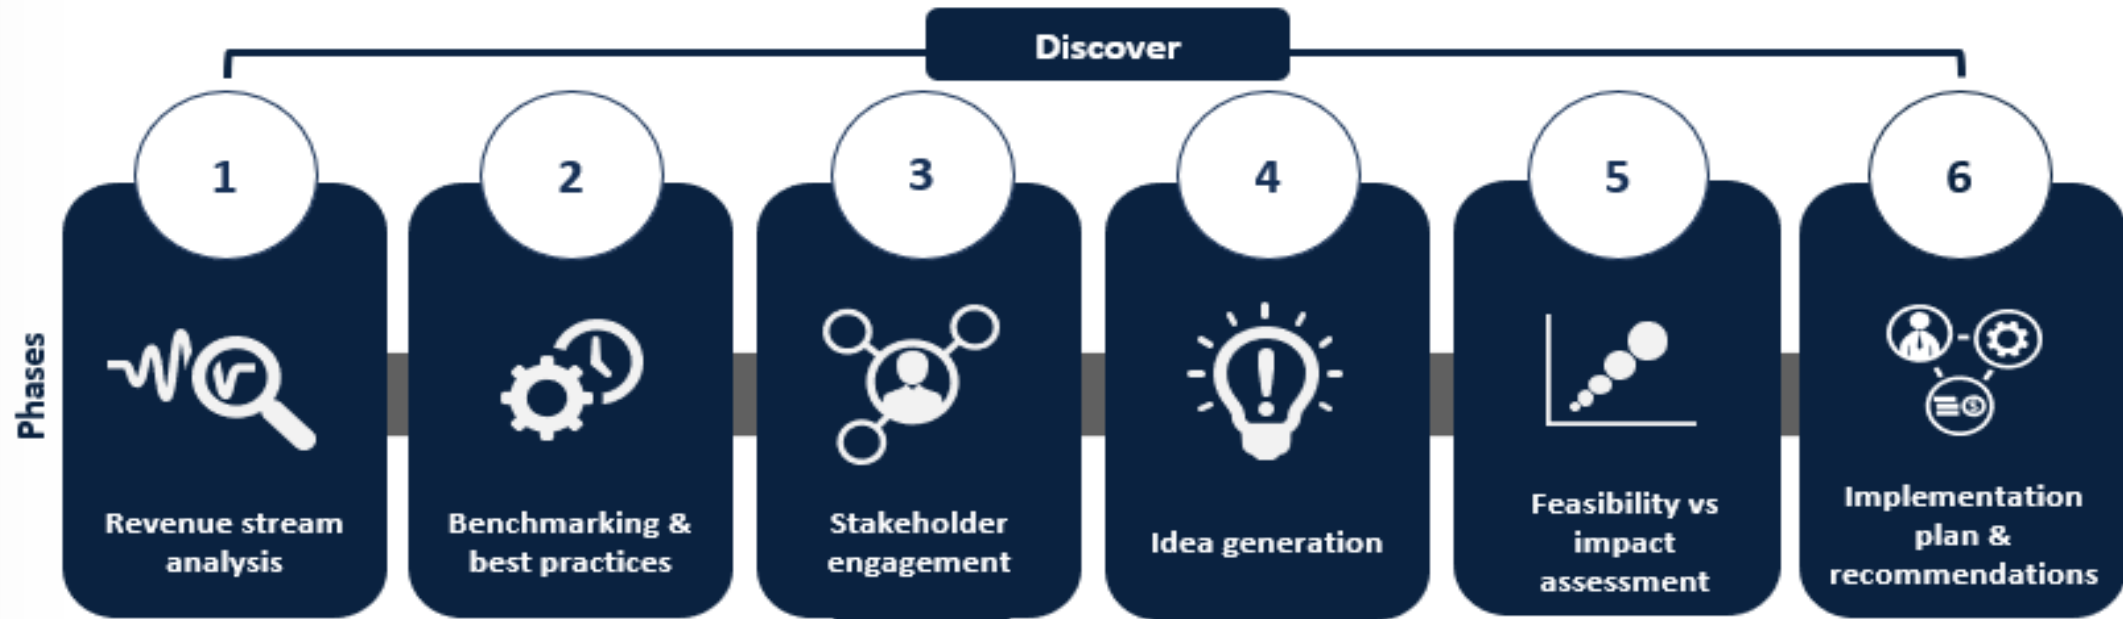 Discover
1
2
3
4
5
6
Phases
Revenue stream
analysis
Benchmarking &
best practices
Stakeholder
engagement
Idea generation
Feasibility vs
impact
assessment
Implementation
plan &
recommendations